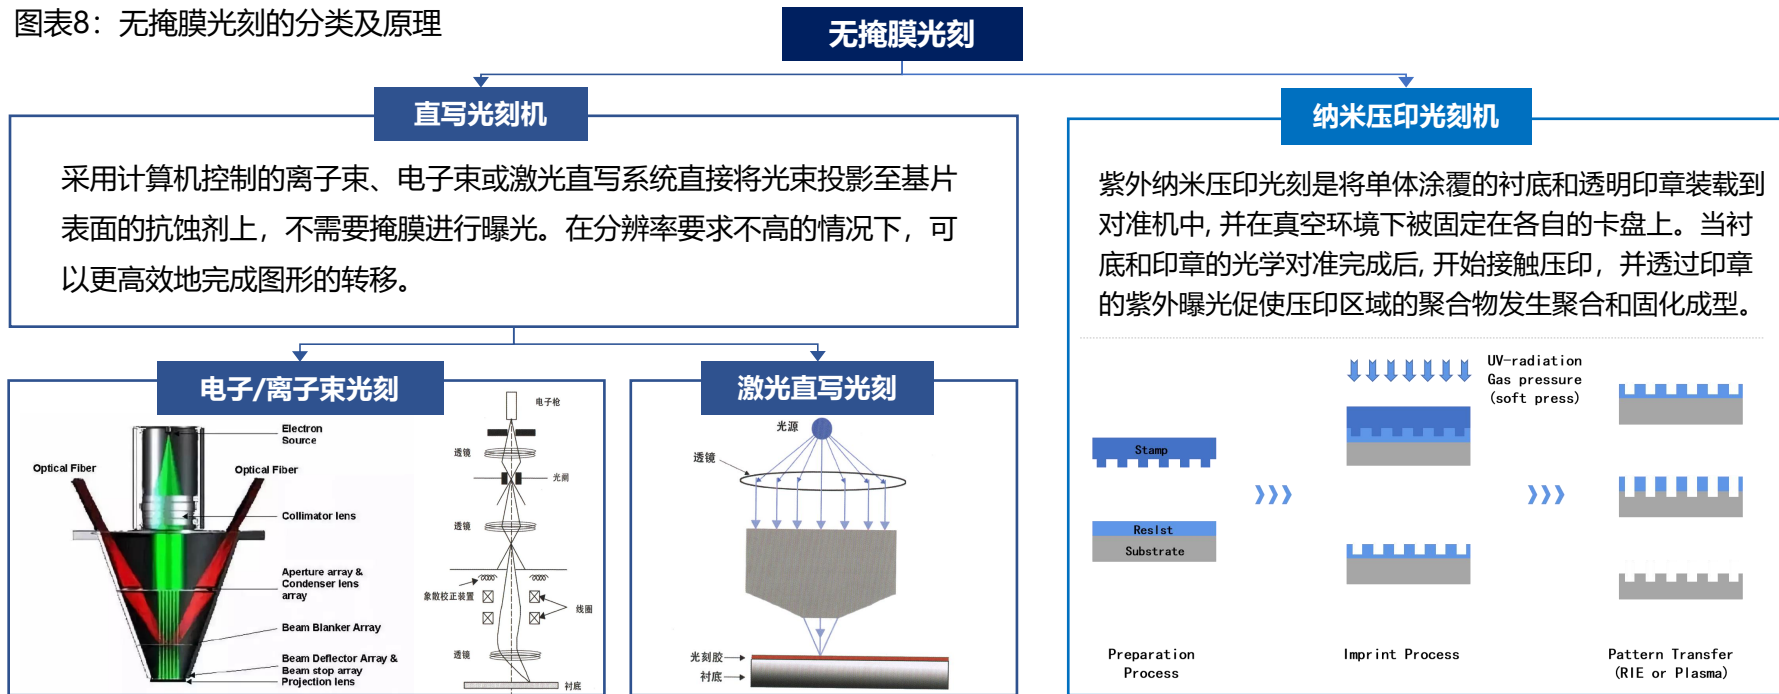 图表8：无掩膜光刻的分类及原理
无掩膜光刻
直写光刻机
采用计算机控制的离子束、电子束或激光直写系统直接将光束投影至基片
表面的抗蚀剂上，不需要掩膜进行曝光。在分辨率要求不高的情况下，可
以更高效地完成图形的转移。
纳米压印光刻机
紫外纳米压印光刻是将单体涂覆的衬底和透明印章装载到
对准机中, 并在真空环境下被固定在各自的卡盘上。当衬
底和印章的光学对准完成后, 开始接触压印，并透过印章
的紫外曝光促使压印区域的聚合物发生聚合和固化成型。
电子/离子束光刻
Electron
Source
Optical Fiber
Optical Fiber
Collimator lens
Aperture array &
Condenser lens
array
Beam Blanker Array
Beam Deflector Array &
Beam stop array
Projection lens
电子枪
透镜
光阑
透镜
象散校正装置
线圈
透镜
衬底
激光直写光刻
光源
透镜
光刻胶
衬底
UV-radiation
Gas pressure
(soft press)
Stamp
Resist
Substrate
Preparation
Process
Imprint Process
Pattern Transfer
(RIE or Plasma)